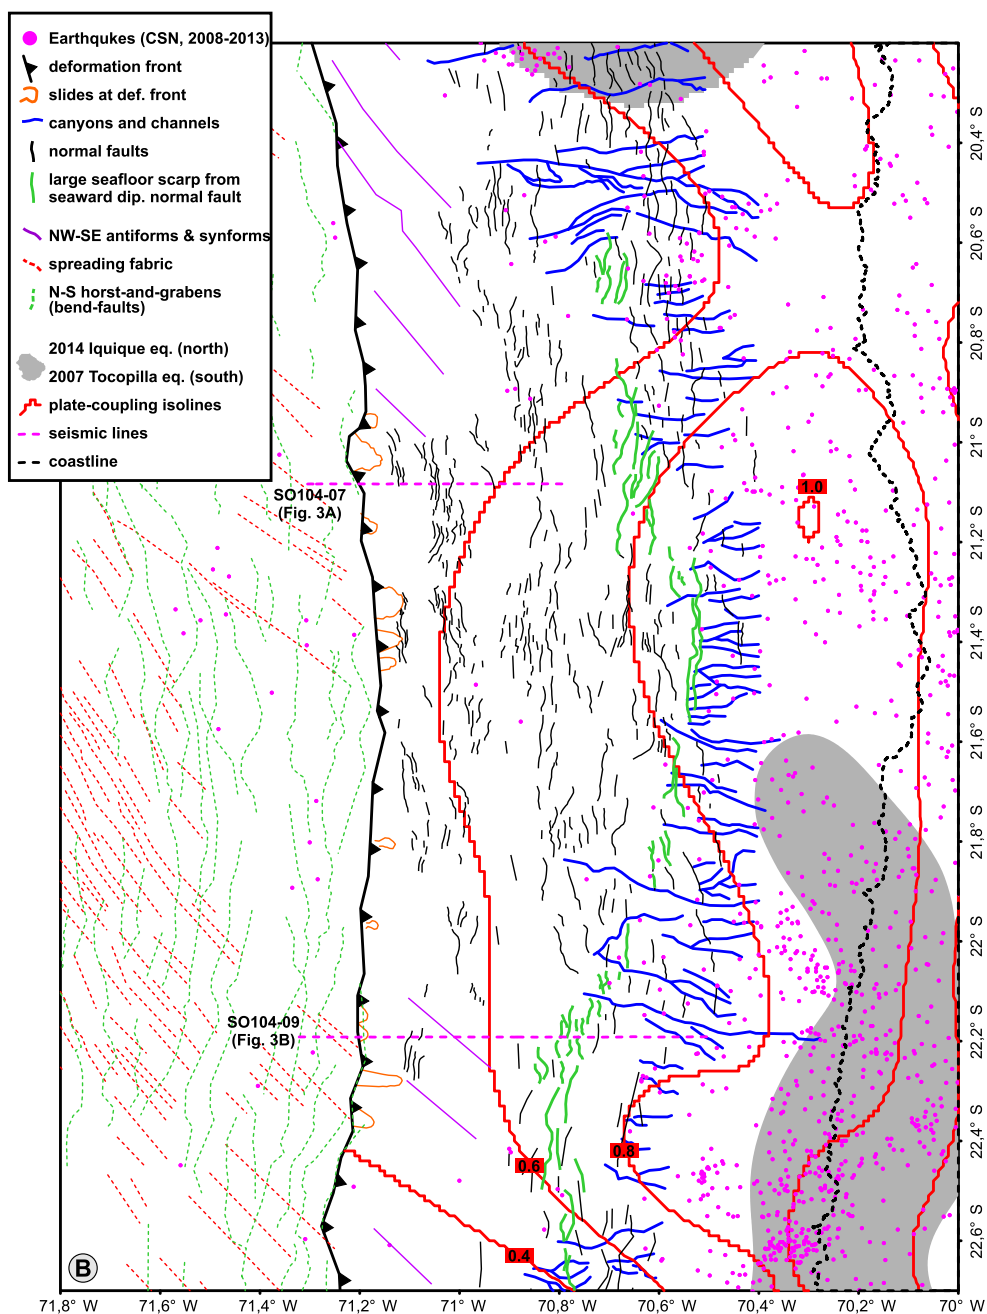 Earthqukes (CSN, 2008-2013)
deformation front
slides at def. front
canyons and channels
normal faults
large seafloor scarp from
seaward dip. normal fault
NW-SE antiforms & synforms
spreading fabric
N-S horst-and-grabens
(bend-faults)
2014 Iquique eq. (north)
2007 Tocopilla eq. (south)
plate-coupling isolines
seismic lines
coastline
SO104-07
(Fig. 3A)
1.0
SO104-09
(Fig. 3B)
0.8
0.6
0.4
B
20,4° S
20,6° S
20,8° S
21° S
21,2° S
21,4° S
21,6° S
21,8° S
22° S
22,2° S
22,4° S
22,6° S
71,8° W
71,6° W
71,4° W
71,2° W
71° W
70,8° W
70,6° W
70,4° W
70,2° W
70° W